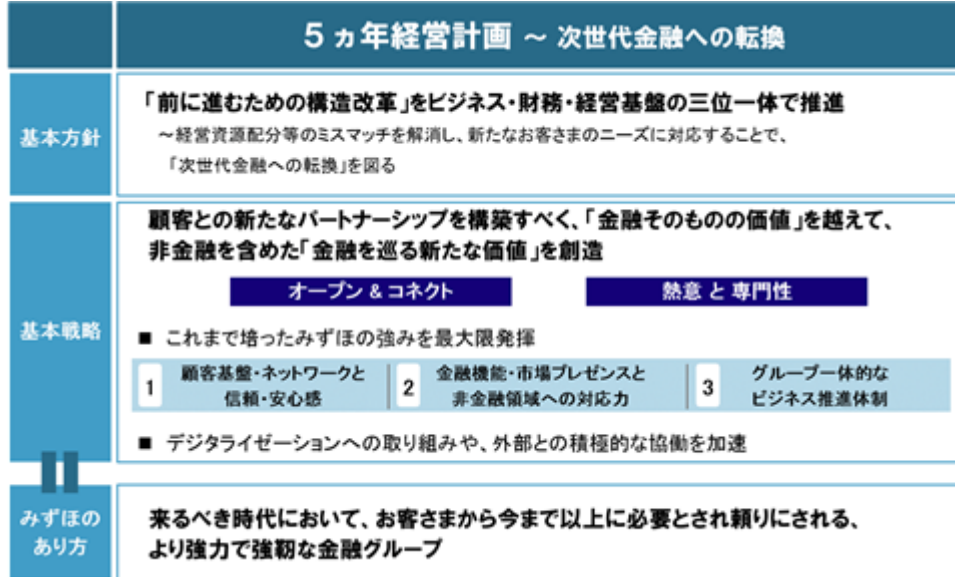 5ヵ年経営計画 ～ 次世代金融への転換
基本方針
「前に進むための構造改革」をビジネス・財務・経営基盤の三位一体で推進
～経営資源配分等のミスマッチを解消し、新たなお客さまのニーズに対応することで、
「次世代金融への転換」を図る
基本戦略
顧客との新たなパートナーシップを構築すべく、「金融そのものの価値」を越えて、
非金融を含めた「金融を巡る新たな価値」を創造
オープン & コネクト
熱意 と 専門性
■ これまで培ったみずほの強みを最大限発揮
1
顧客基盤・ネットワークと
信頼・安心感
2
金融機能・市場プレゼンスと
非金融領域への対応力
3
グループ一体的な
ビジネス推進体制
■ デジタライゼーションへの取り組みや、外部との積極的な協働を加速
みずほの
あり方
来るべき時代において、お客さまから今まで以上に必要とされ頼りにされる、
より強力で強靭な金融グループ